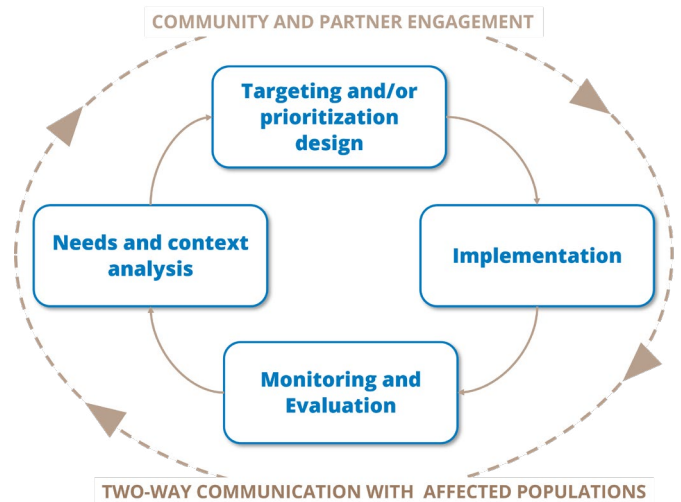 COMMUNITY AND PARTNER ENGAGEMENT
Targeting and/or
prioritization
design
Needs and context
analysis
Implementation
Monitoring and
Evaluation
TWO-WAY COMMUNICATION WITH AFFECTED POPULATIONS